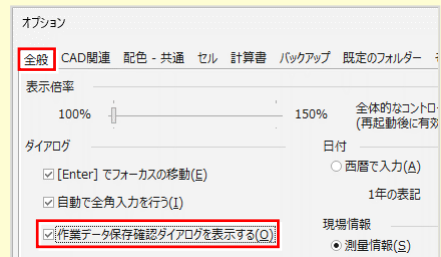 オプション
全般 CAD関連 配色 - 共通 セル 計算書 バックアップ 既定のフォルダー
表示倍率
100% 150% 全体的なコントロ
(再起動後に有効
ダイアログ 日付
[Enter] でフォーカスの移動(E) 西暦で入力(A)
自動で全角入力を行う(I) 1年の表記
作業データ保存確認ダイアログを表示する(O) 現場情報
測量情報(S)